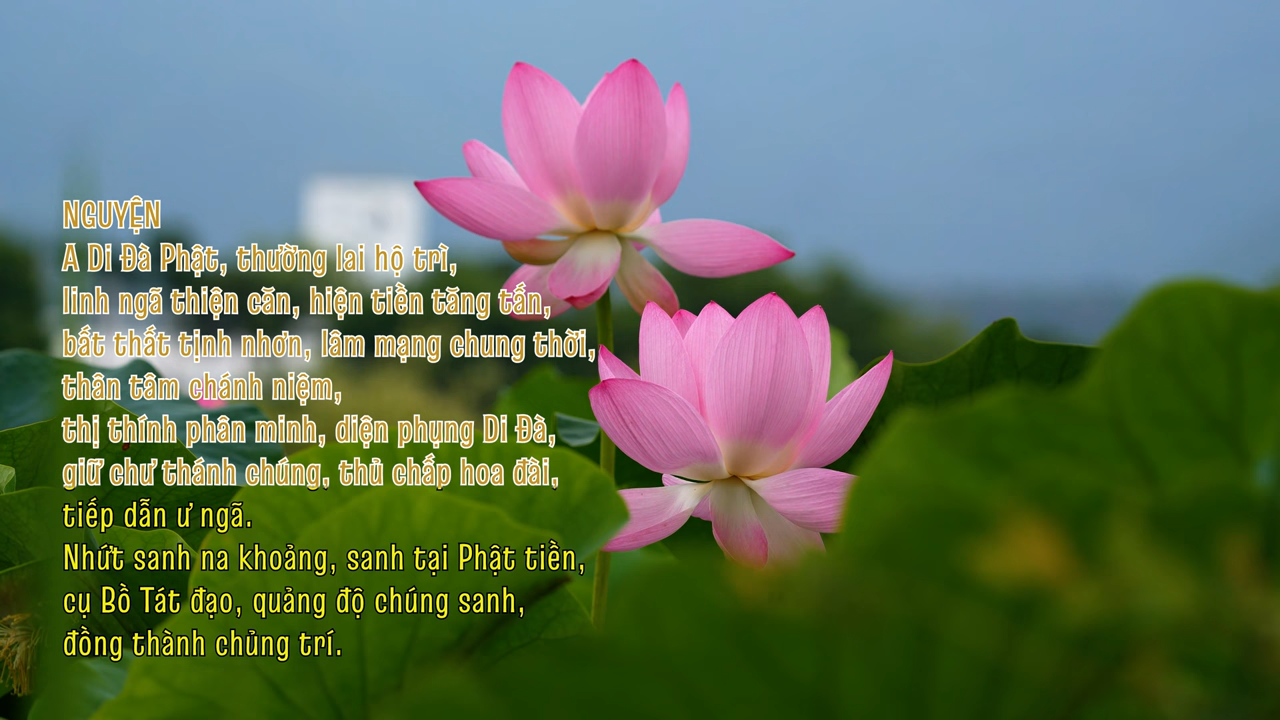 NGUYỆN
A Di Đà Phật, thường lai hộ trì,
linh ngã thiện căn, hiện tiền tăng tấn,
bất thất tịnh nhơn, lâm mạng chung thời,
thân tâm chánh niệm,
thị thính phân minh, diện phụng Di Đà,
giữ chư thánh chúng, thủ chấp hoa đài,
tiếp dẫn ư ngã.
Nhứt sanh na khoảng, sanh tại Phật tiền,
cụ Bồ Tát đạo, quảng độ chúng sanh,
đồng thành chủng trí.